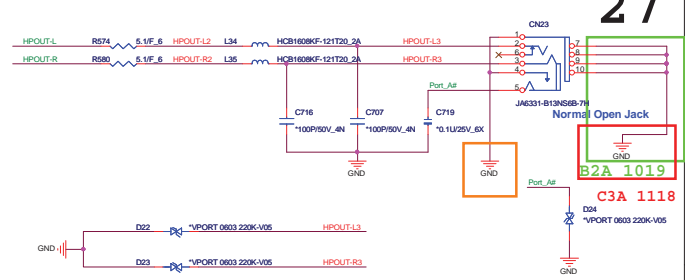 27
CN23
HPOUT-L R574 5.1/F_6 HPOUT-L2 L34 HCB1608KF-121T20_2A HPOUT-L3
HPOUT-R R580 5.1/F_6 HPOUT-R2 L35 HCB1608KF-121T20_2A HPOUT-R3
1
2
6
3
4
5
7
8
9
10
Port_A#
JA6331-B13NS6B-7H
Normal Open Jack
C716
*100P/50V_4N
C707
*100P/50V_4N
C719
*0.1U/25V_6X
GND
GND
GND
B2A 1019
C3A 1118
Port_A#
D24
*VPORT 0603 220K-V05
GND
D22 *VPORT 0603 220K-V05 HPOUT-L3
GND
D23 *VPORT 0603 220K-V05 HPOUT-R3